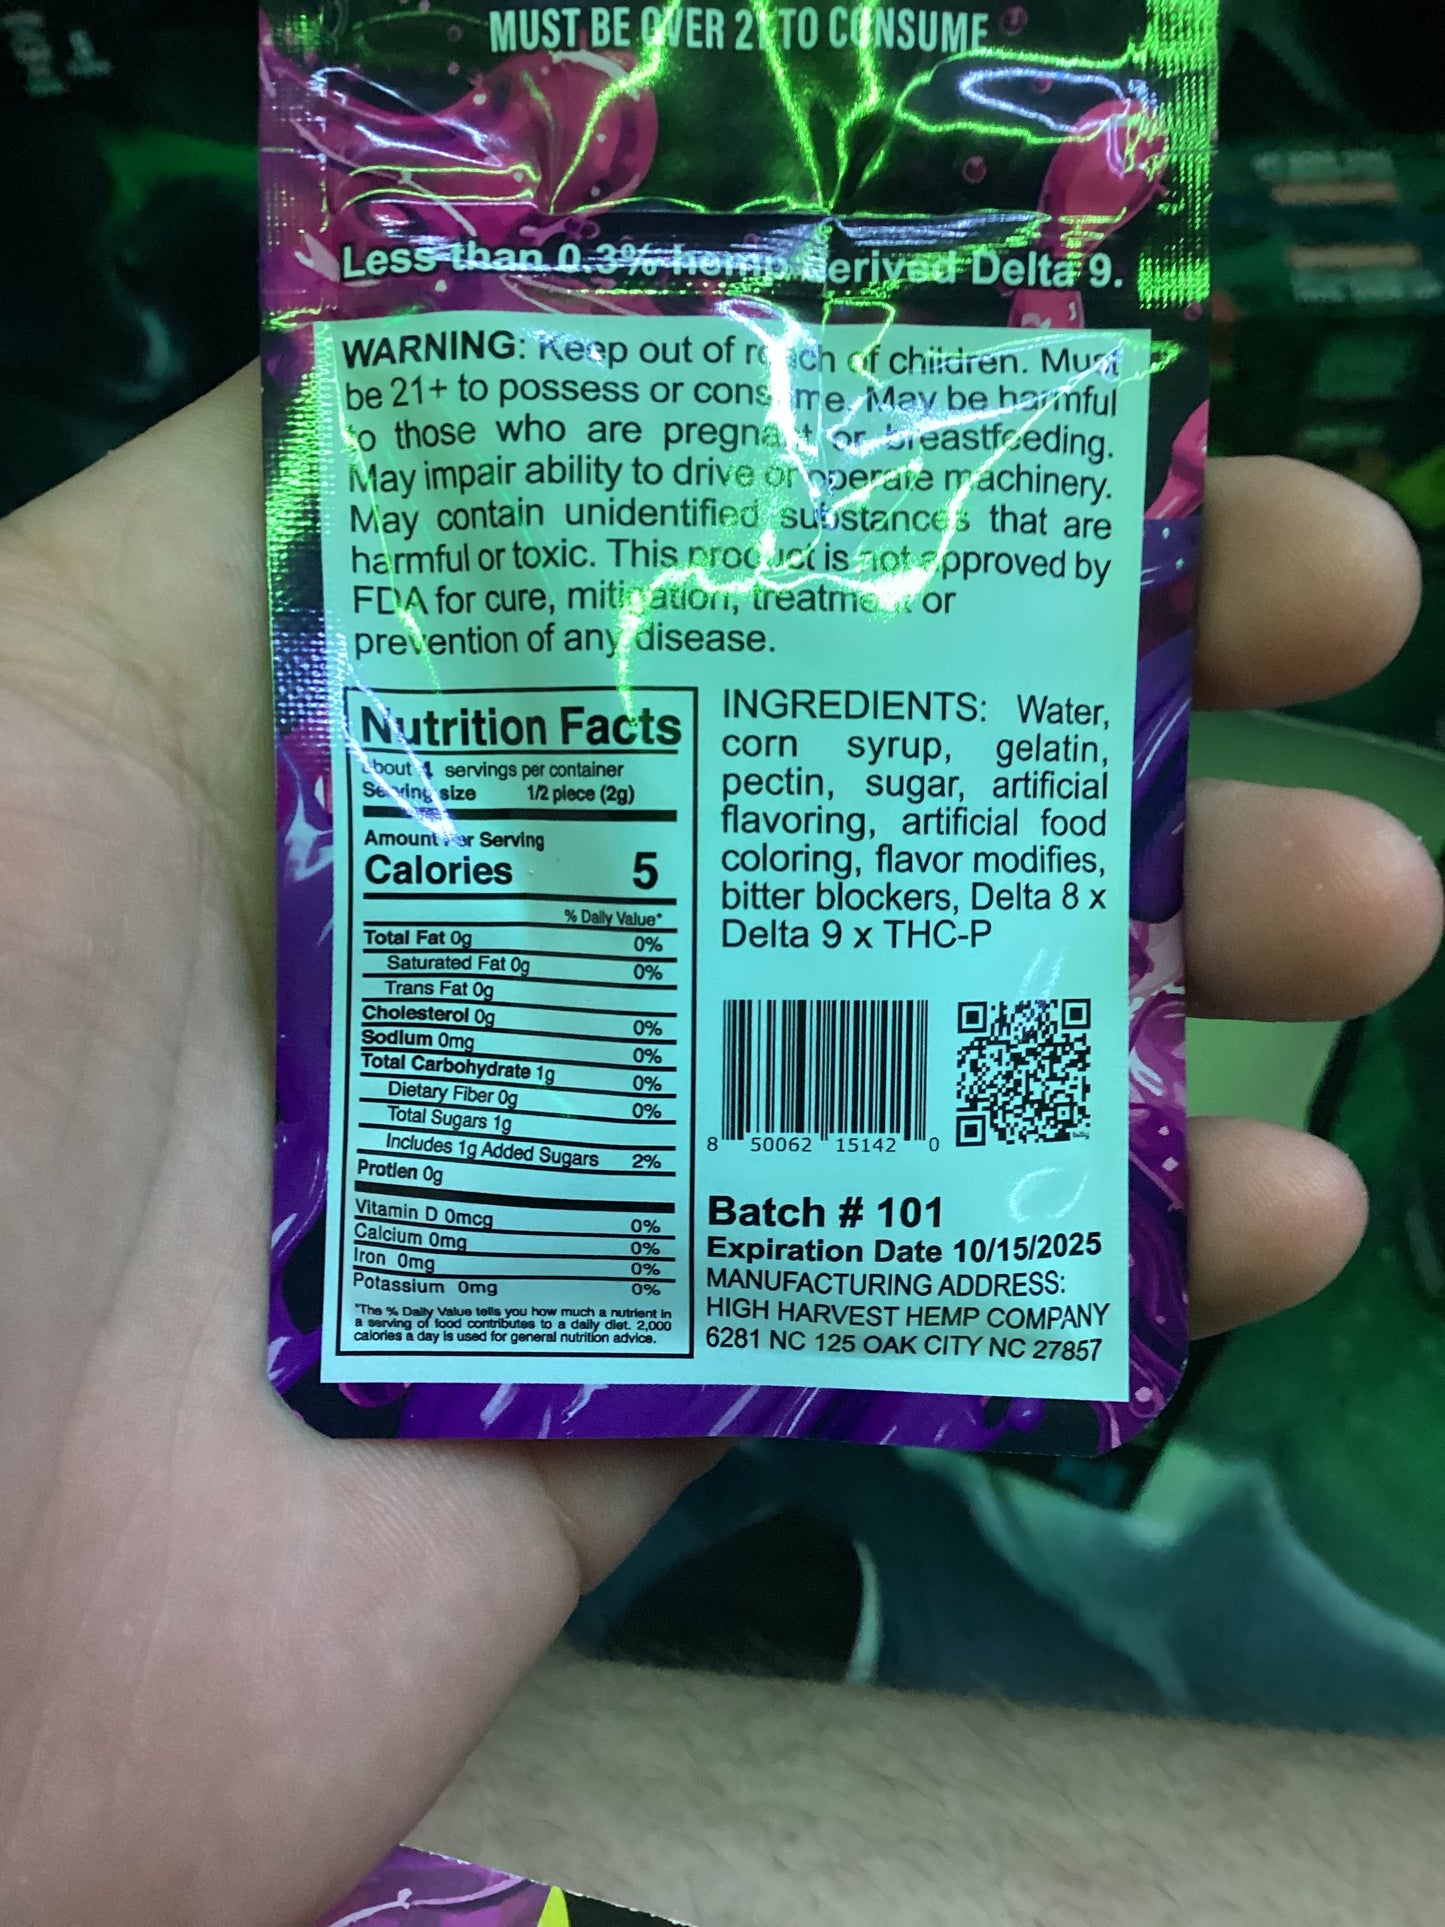 MUST BE OVER 21 TO CONSUME
Less than 0.3% hemp derived Delta 9.
WARNING: Keep out of reach of children. Must
be 21+ to possess or consume. May be harmful
to those who are pregnant or breastfeeding.
May impair ability to drive or operate machinery.
May contain unidentified substances that are
harmful or toxic. This product is not approved by
FDA for cure, mitigation, treatment or
prevention of any disease.
Nutrition Facts
about 4 servings per container
Serving size 1/2 piece (2g)
Amount Per Serving
Calories 5
% Daily Value*
Total Fat 0g 0%
Saturated Fat 0g 0%
Trans Fat 0g
Cholesterol 0g 0%
Sodium 0mg 0%
Total Carbohydrate 1g 0%
Dietary Fiber 0g 0%
Total Sugars 1g
Includes 1g Added Sugars 2%
Protien 0g
Vitamin D 0mcg 0%
Calcium 0mg 0%
Iron 0mg 0%
Potassium 0mg 0%
*The % Daily Value tells you how much a nutrient in
a serving of food contributes to a daily diet. 2,000
calories a day is used for general nutrition advice.
INGREDIENTS: Water,
corn syrup, gelatin,
pectin, sugar, artificial
flavoring, artificial food
coloring, flavor modifies,
bitter blockers, Delta 8 x
Delta 9 x THC-P
8 50062 15142 0
Batch # 101
Expiration Date 10/15/2025
MANUFACTURING ADDRESS:
HIGH HARVEST HEMP COMPANY
6281 NC 125 OAK CITY NC 27857